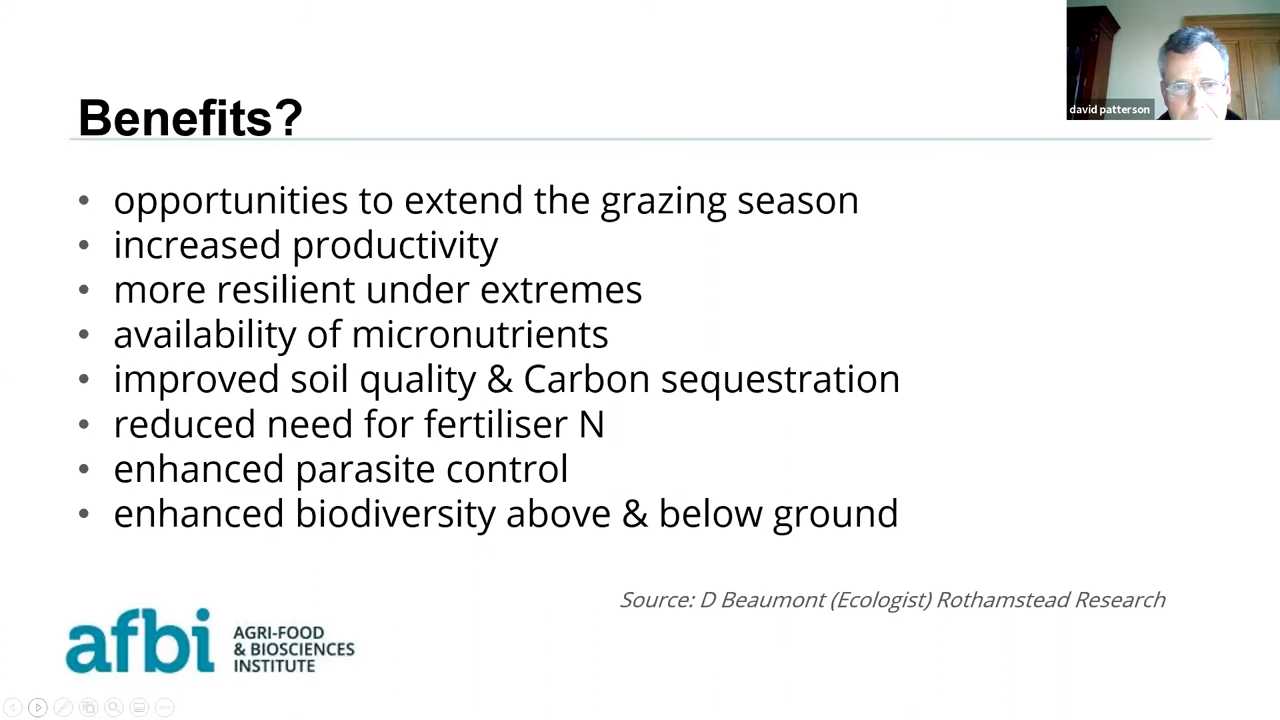 david patterson
Benefits?
• opportunities to extend the grazing season
• increased productivity
• more resilient under extremes
• availability of micronutrients
• improved soil quality & Carbon sequestration
• reduced need for fertiliser N
• enhanced parasite control
• enhanced biodiversity above & below ground
Source: D Beaumont (Ecologist) Rothamstead Research
afbi
AGRI-FOOD
& BIOSCIENCES
INSTITUTE